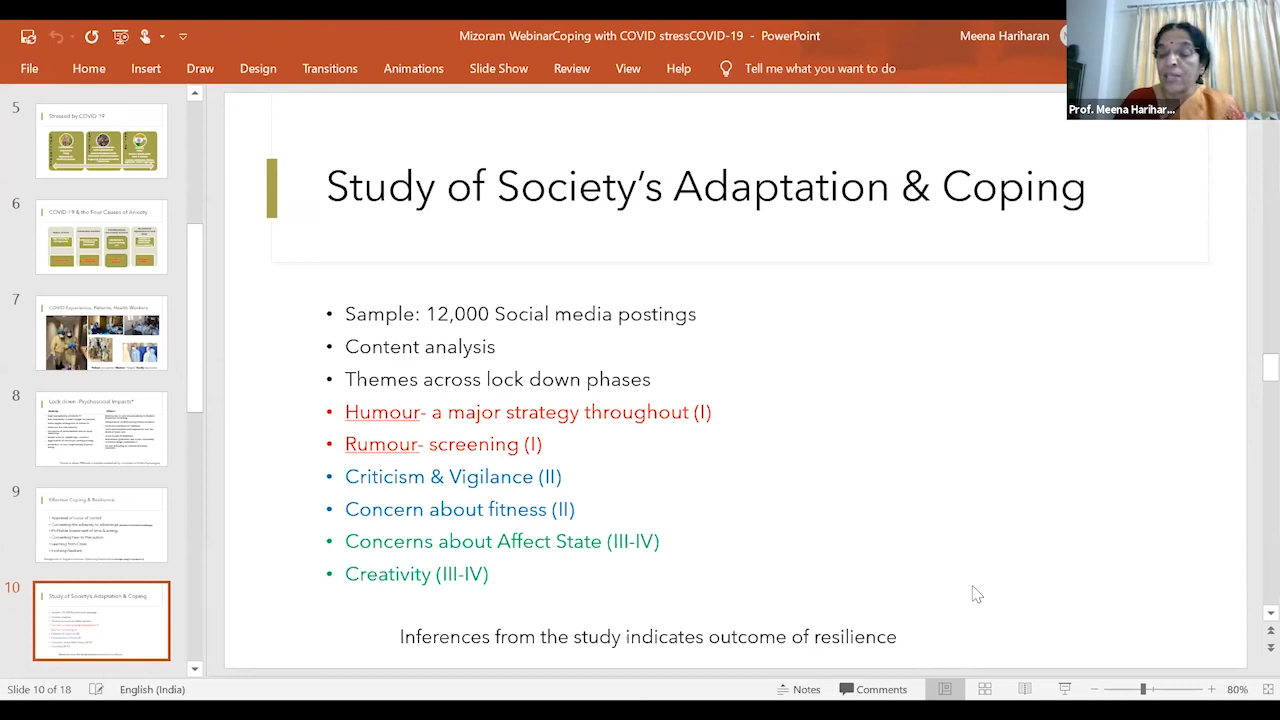 Mizoram WebinarCoping with COVID stressCOVID-19 - PowerPoint
Meena Hariharan
File Home Insert Draw Design Transitions Animations Slide Show Review View Help Tell me what you want to do
Prof. Meena Harihar...
5
Stressed by COVID 19
6
COVID-19 & the Four Causes of Anxiety
7
COVID Experience: Patients, Health Workers
8
Lock down -Psychosocial Impacts*
9
Effective Coping & Resilience
10
Study of Society's Adaptation & Coping
Study of Society's Adaptation & Coping
• Sample: 12,000 Social media postings
• Content analysis
• Themes across lock down phases
• Humour- a major strategy throughout (I)
• Rumour- screening (I)
• Criticism & Vigilance (II)
• Concern about fitness (II)
• Concerns about Affect State (III-IV)
• Creativity (III-IV)
Inferences from the study indicates outcome of resilience
Slide 10 of 18 English (India) Notes Comments 80%